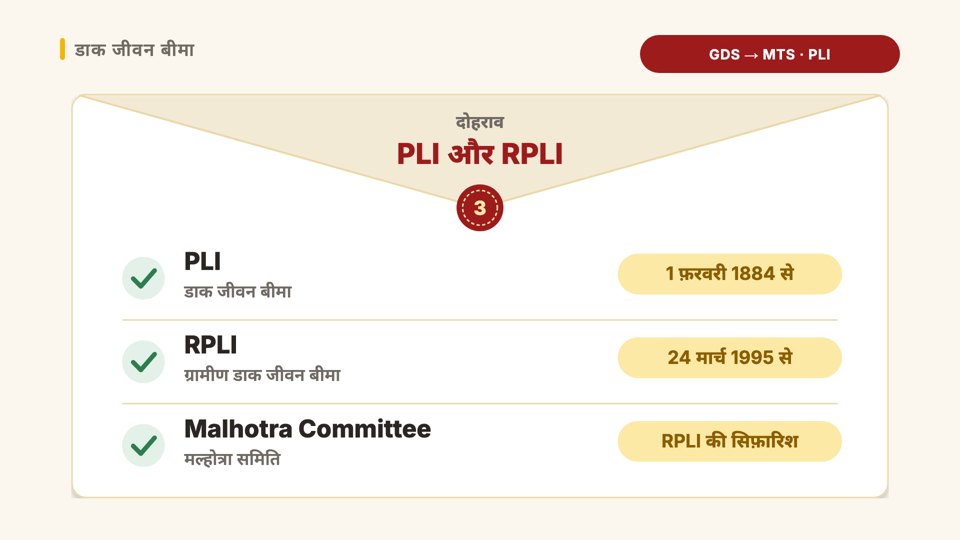 डाक जीवन बीमा
GDS → MTS · PLI
दोहराव
PLI और RPLI
3
PLI
डाक जीवन बीमा
1 फ़रवरी 1884 से
RPLI
ग्रामीण डाक जीवन बीमा
24 मार्च 1995 से
Malhotra Committee
मल्होत्रा समिति
RPLI की सिफ़ारिश